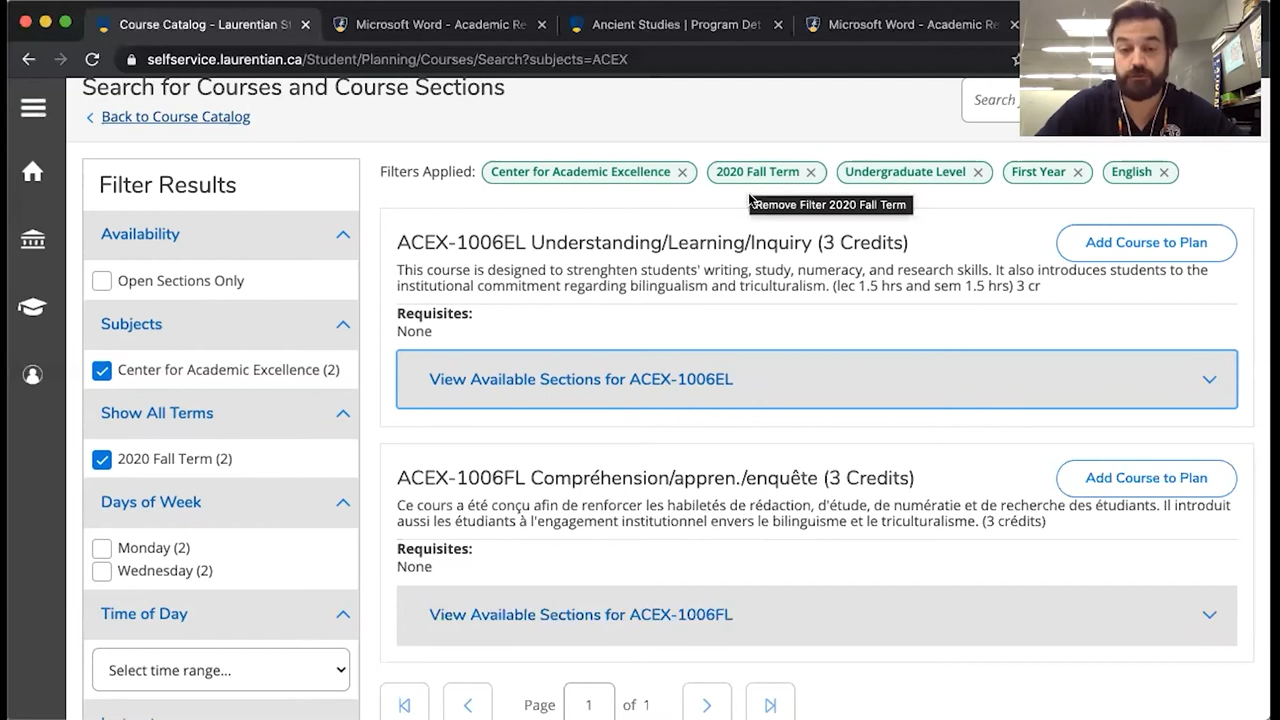 Course Catalog - Laurentian St
Microsoft Word - Academic Re
Ancient Studies | Program Det
Microsoft Word - Academic Re
selfservice.laurentian.ca/Student/Planning/Courses/Search?subjects=ACEX
Search for Courses and Course Sections
Back to Course Catalog
Search
Filter Results
Availability
Open Sections Only
Subjects
Center for Academic Excellence (2)
Show All Terms
2020 Fall Term (2)
Days of Week
Monday (2)
Wednesday (2)
Time of Day
Select time range...
Filters Applied: Center for Academic Excellence 2020 Fall Term Undergraduate Level First Year English
Remove Filter 2020 Fall Term
ACEX-1006EL Understanding/Learning/Inquiry (3 Credits)
Add Course to Plan
This course is designed to strenghten students' writing, study, numeracy, and research skills. It also introduces students to the
institutional commitment regarding bilingualism and triculturalism. (lec 1.5 hrs and sem 1.5 hrs) 3 cr
Requisites:
None
View Available Sections for ACEX-1006EL
ACEX-1006FL Compréhension/appren./enquête (3 Credits)
Add Course to Plan
Ce cours a été conçu afin de renforcer les habiletés de rédaction, d'étude, de numératie et de recherche des étudiants. Il introduit
aussi les étudiants à l'engagement institutionnel envers le bilinguisme et le triculturalisme. (3 crédits)
Requisites:
None
View Available Sections for ACEX-1006FL
Page 1 of 1